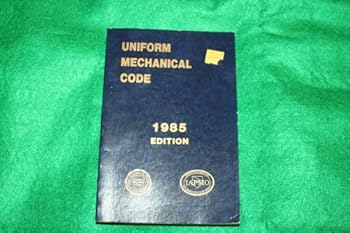 UNIFORM
MECHANICAL
CODE
1985
EDITION
IAPMO